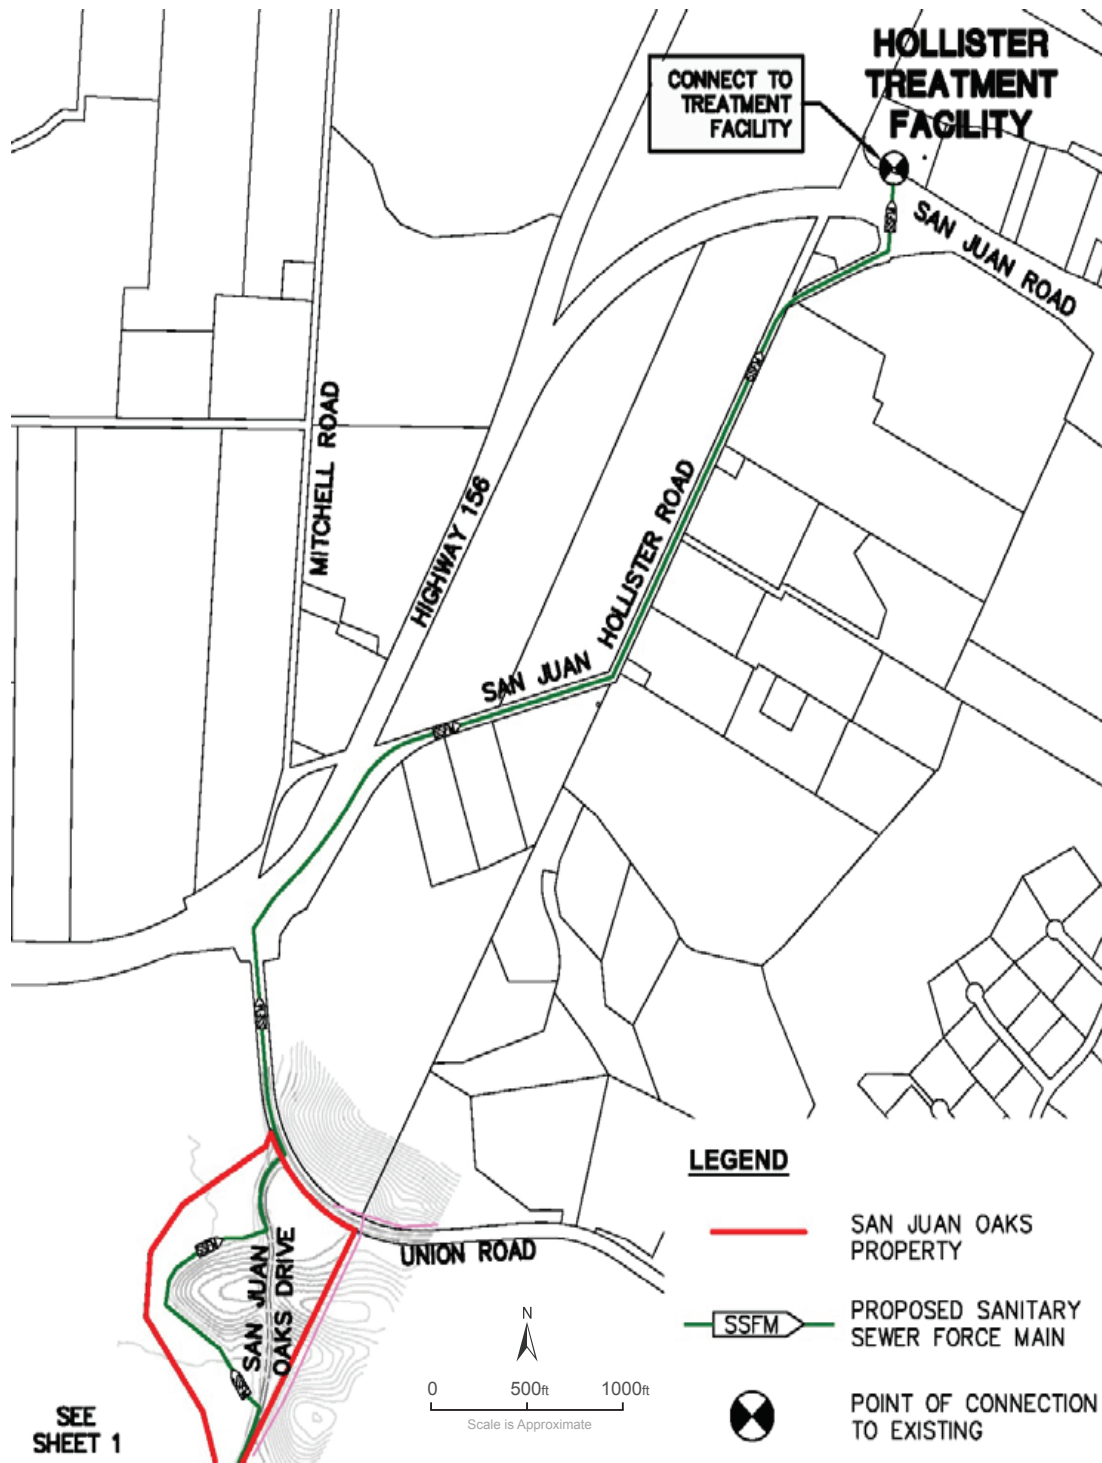 HOLLISTER
TREATMENT
FACILITY
CONNECT TO
TREATMENT
FACILITY
SSFM
SAN JUAN ROAD
SSFM
MITCHELL ROAD
HIGHWAY 156
SAN JUAN
HOLLISTER ROAD
SSFM
SSFM
LEGEND
SAN JUAN OAKS
PROPERTY
SSFM
PROPOSED SANITARY
SEWER FORCE MAIN
POINT OF CONNECTION
TO EXISTING
UNION ROAD
SSFM
SAN JUAN
OAKS DRIVE
SSFM
N
0 500ft 1000ft
Scale is Approximate
SEE
SHEET 1